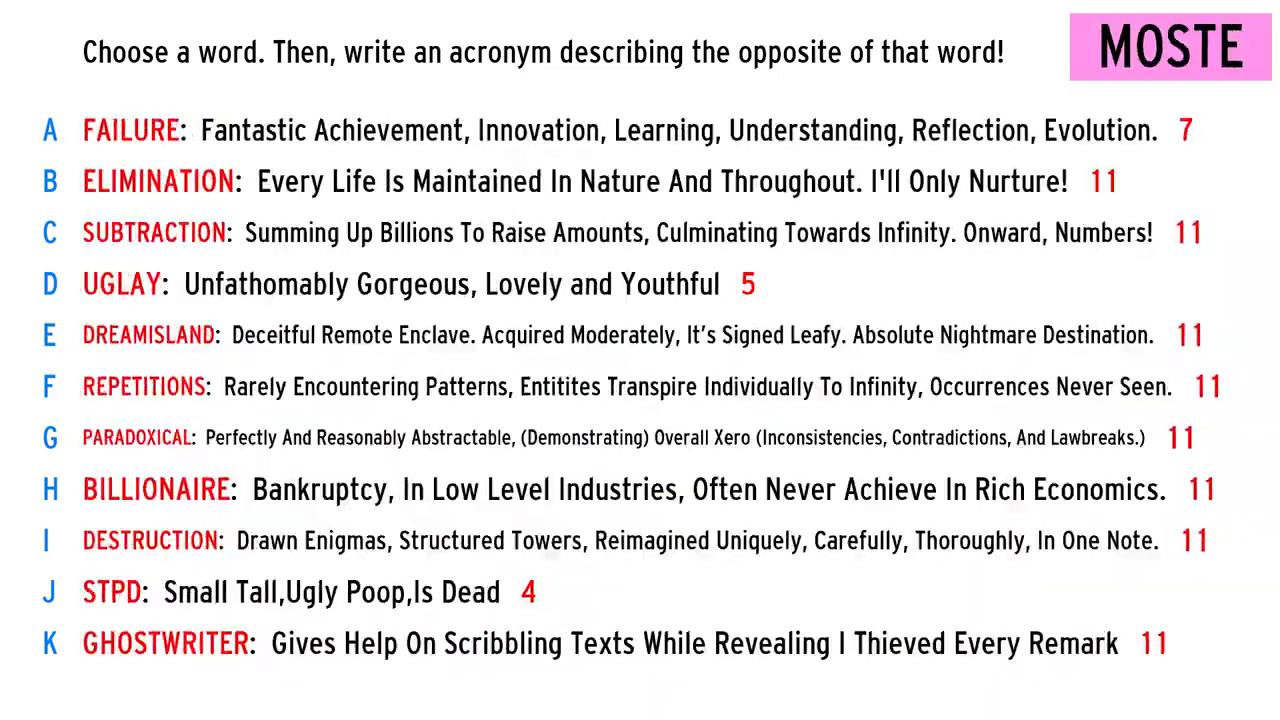 Choose a word. Then, write an acronym describing the opposite of that word!
MOSTE
A FAILURE: Fantastic Achievement, Innovation, Learning, Understanding, Reflection, Evolution. 7
B ELIMINATION: Every Life Is Maintained In Nature And Throughout. I'll Only Nurture! 11
C SUBTRACTION: Summing Up Billions To Raise Amounts, Culminating Towards Infinity. Onward, Numbers! 11
D UGLAY: Unfathomably Gorgeous, Lovely and Youthful 5
E DREAMISLAND: Deceitful Remote Enclave. Acquired Moderately, It’s Signed Leafy. Absolute Nightmare Destination. 11
F REPETITIONS: Rarely Encountering Patterns, Entitites Transpire Individually To Infinity, Occurrences Never Seen. 11
G PARADOXICAL: Perfectly And Reasonably Abstractable, (Demonstrating) Overall Xero (Inconsistencies, Contradictions, And Lawbreaks.) 11
H BILLIONAIRE: Bankruptcy, In Low Level Industries, Often Never Achieve In Rich Economics. 11
I DESTRUCTION: Drawn Enigmas, Structured Towers, Reimagined Uniquely, Carefully, Thoroughly, In One Note. 11
J STPD: Small Tall,Ugly Poop,Is Dead 4
K GHOSTWRITER: Gives Help On Scribbling Texts While Revealing I Thieved Every Remark 11